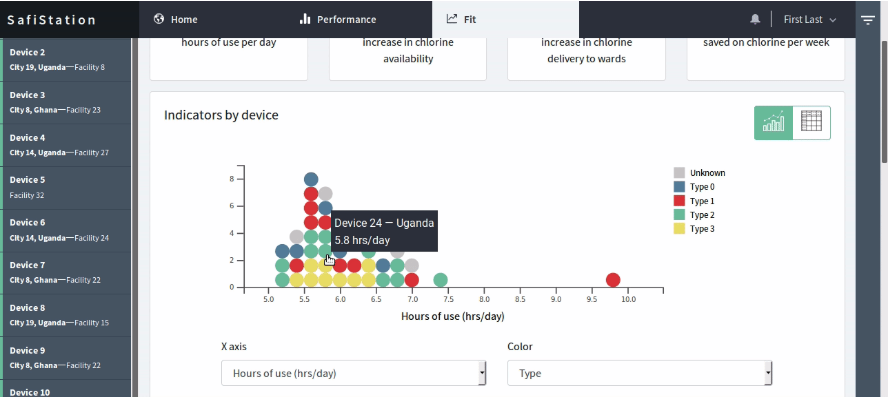 SafiStation
Home
Performance
Fit
First Last
Device 2
City 19, Uganda—Facility 8
Device 3
City 8, Ghana—Facility 23
Device 4
City 14, Uganda—Facility 27
Device 5
Facility 32
Device 6
City 14, Uganda—Facility 24
Device 7
City 8, Ghana—Facility 22
Device 8
City 19, Uganda—Facility 15
Device 9
City 8, Ghana—Facility 22
Device 10
hours of use per day
increase in chlorine
availability
increase in chlorine
delivery to wards
saved on chlorine per week
Indicators by device
8
6
4
2
0
5.0 5.5 6.0 6.5 7.0 7.5 8.0 8.5 9.0 9.5 10.0
Hours of use (hrs/day)
Device 24 — Uganda
5.8 hrs/day
Unknown
Type 0
Type 1
Type 2
Type 3
X axis
Hours of use (hrs/day)
Color
Type